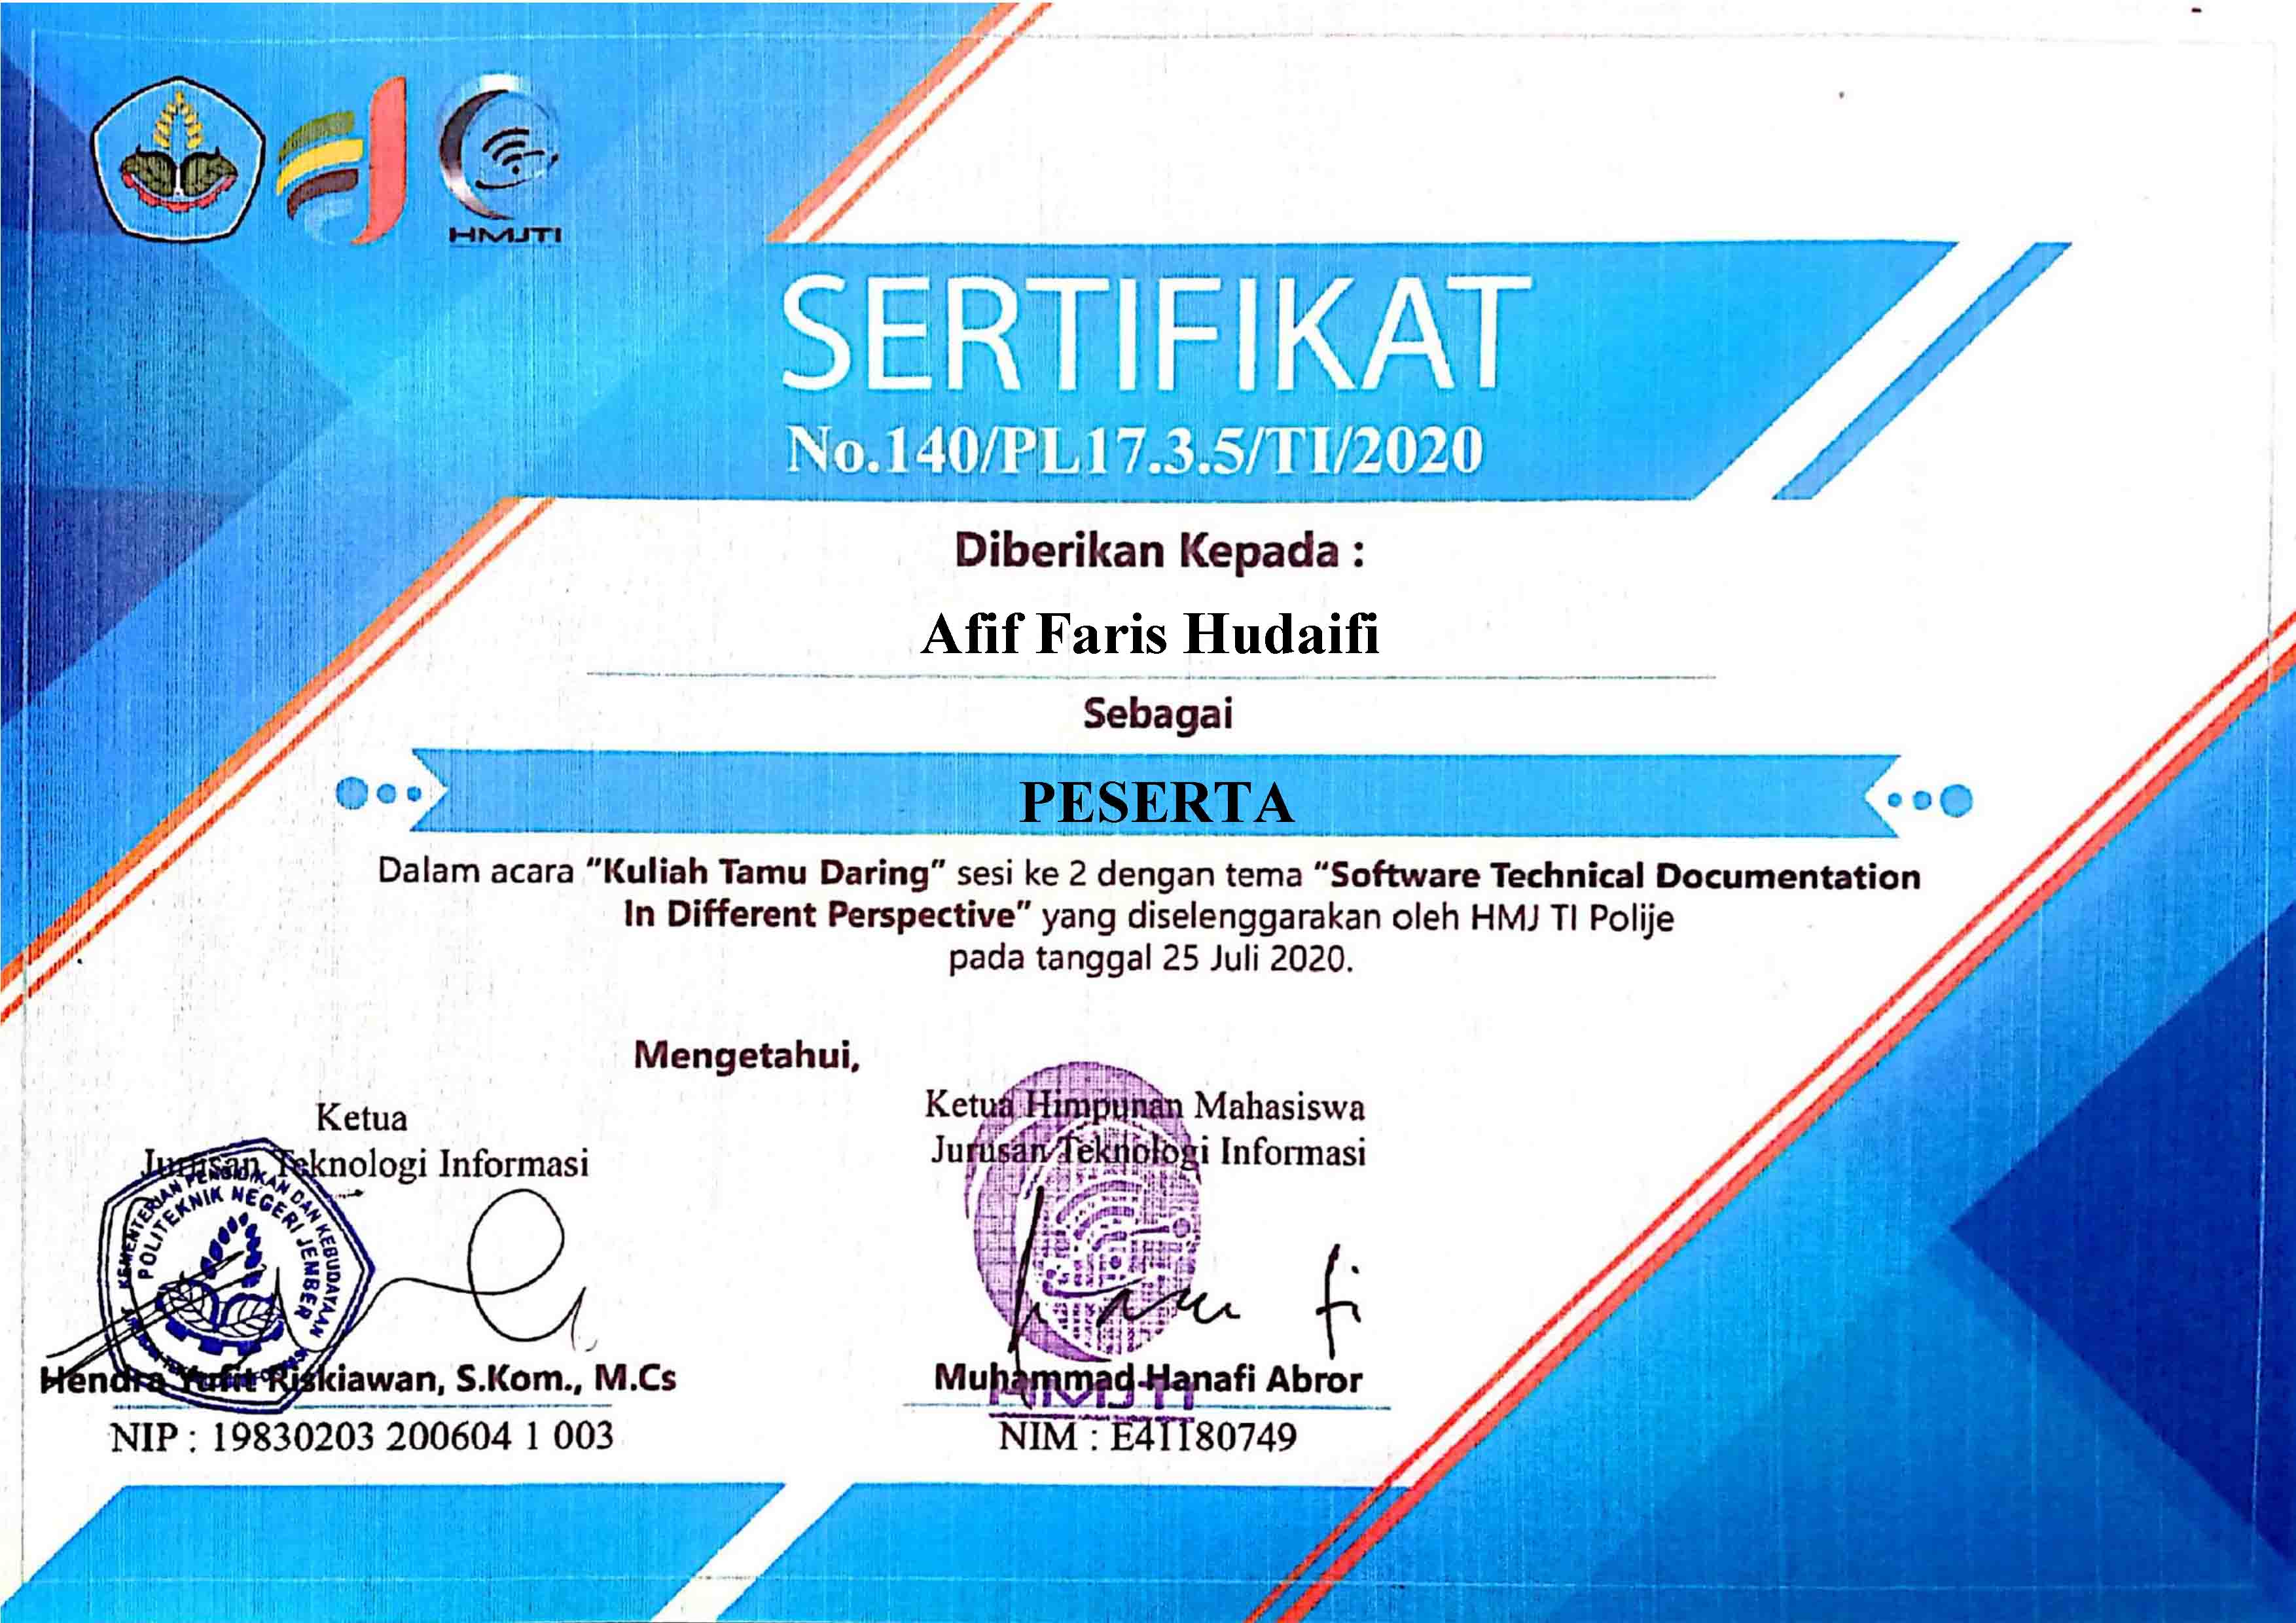 HMJTI
SERTIFIKAT
No.140/PL17.3.5/TI/2020
Diberikan Kepada :
Afif Faris Hudaifi
Sebagai
PESERTA
Dalam acara “Kuliah Tamu Daring” sesi ke 2 dengan tema “Software Technical Documentation
In Different Perspective” yang diselenggarakan oleh HMJ TI Polije
pada tanggal 25 Juli 2020.
Mengetahui,
Ketua
Jurusan Teknologi Informasi
KEMENTERIAN PENDIDIKAN DAN KEBUDAYAAN
POLITEKNIK NEGERI JEMBER
Hendra Yufit Riskiawan, S.Kom., M.Cs
NIP : 19830203 200604 1 003
Ketua Himpunan Mahasiswa
Jurusan Teknologi Informasi
Muhammad Hanafi Abror
HMJTI
NIM : E41180749